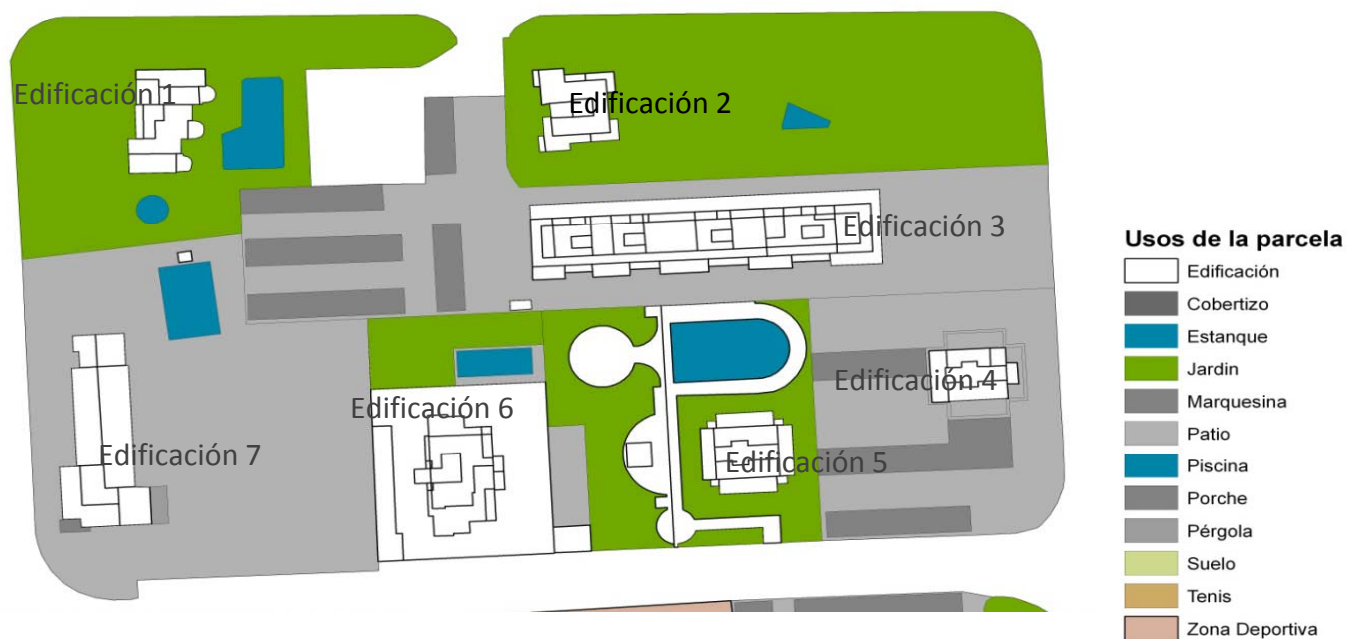 Edificación 1
Edificación 2
Edificación 3
Edificación 4
Edificación 5
Edificación 6
Edificación 7
Usos de la parcela
Edificación
Cobertizo
Estanque
Jardin
Marquesina
Patio
Piscina
Porche
Pérgola
Suelo
Tenis
Zona Deportiva